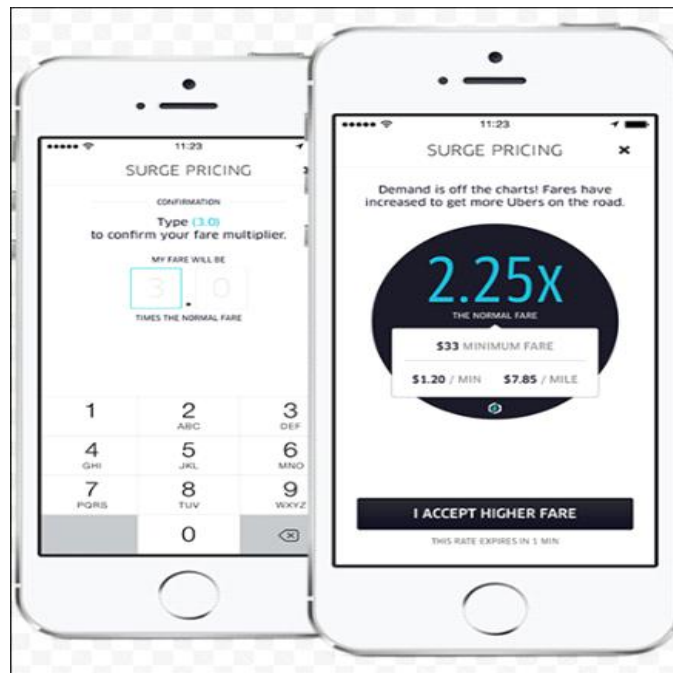 11:23
SURGE PRICING
CONFIRMATION
Type (3.0)
to confirm your fare multiplier.
MY FARE WILL BE
3.0
TIMES THE NORMAL FARE
1 2 3
ABC DEF
4 5 6
GHI JKL MNO
7 8 9
PQRS TUV WXYZ
0
11:23
SURGE PRICING ×
Demand is off the charts! Fares have
increased to get more Ubers on the road.
2.25x
THE NORMAL FARE
$33 MINIMUM FARE
$1.20 / MIN $7.85 / MILE
I ACCEPT HIGHER FARE
THIS RATE EXPIRES IN 1 MIN